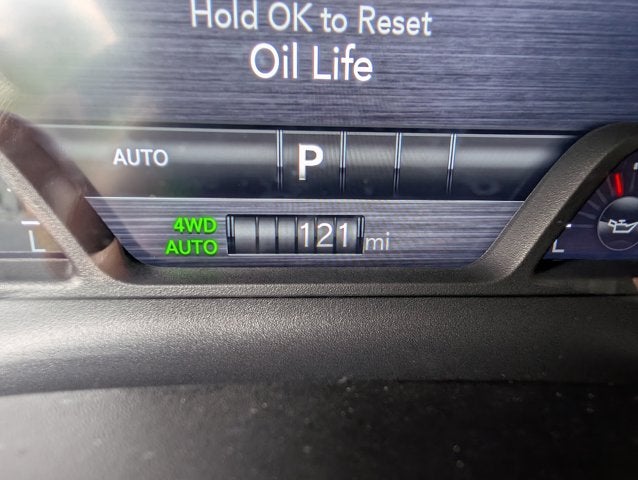 Hold OK to Reset
Oil Life
AUTO P
4WD
AUTO 121 mi
L L